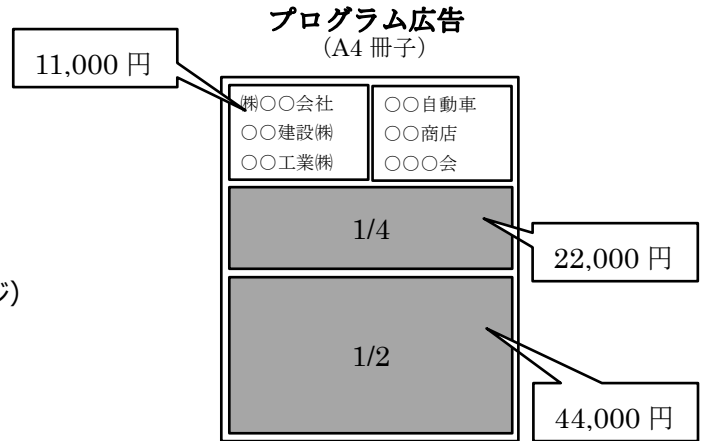 プログラム広告
(A4 冊子)
11,000 円
㈱○○会社
○○建設㈱
○○工業㈱
○○自動車
○○商店
○○○会
1/4
22,000 円
ジ)
1/2
44,000 円